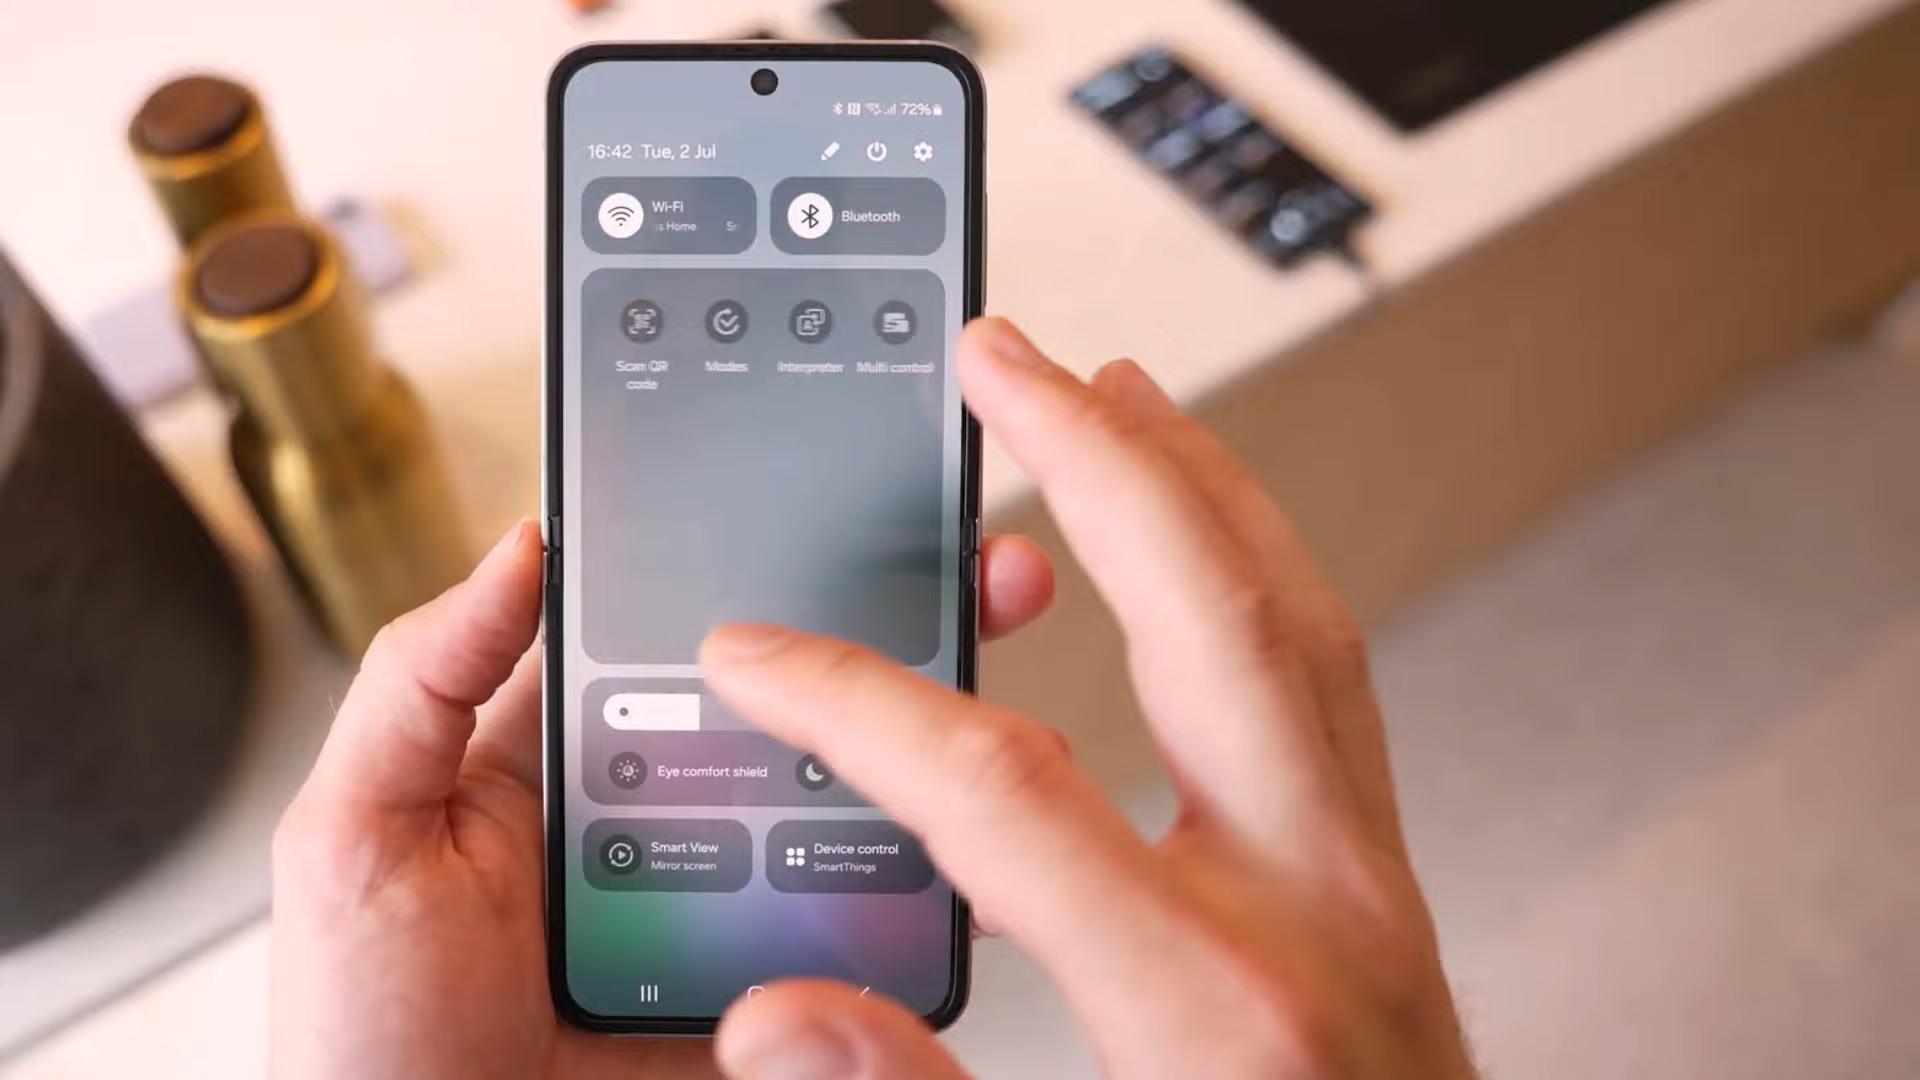 72%
16:42 Tue, 2 Jul
Wi-Fi
s Home
Bluetooth
Scan QR
code
Modes
Interpreter
Multi control
Eye comfort shield
Smart View
Mirror screen
Device control
SmartThings